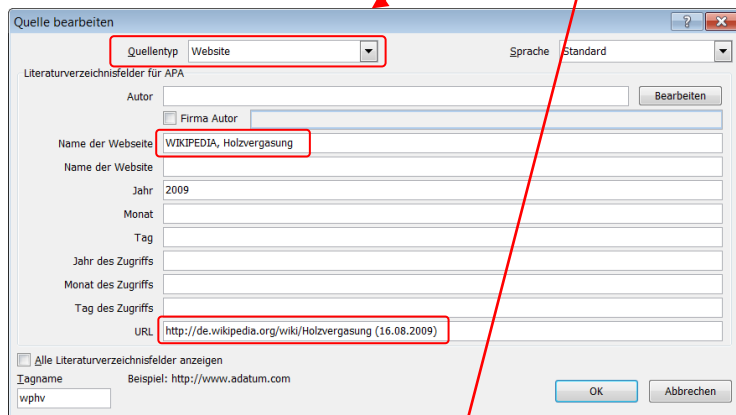 Quelle bearbeiten
Quellentyp Website Sprache Standard
Literaturverzeichnisfelder für APA
Autor Bearbeiten
Firma Autor
Name der Webseite WIKIPEDIA, Holzvergasung
Name der Website
Jahr 2009
Monat
Tag
Jahr des Zugriffs
Monat des Zugriffs
Tag des Zugriffs
URL http://de.wikipedia.org/wiki/Holzvergasung (16.08.2009)
Alle Literaturverzeichnisfelder anzeigen
Tagname Beispiel: http://www.adatum.com
wphv OK Abbrechen